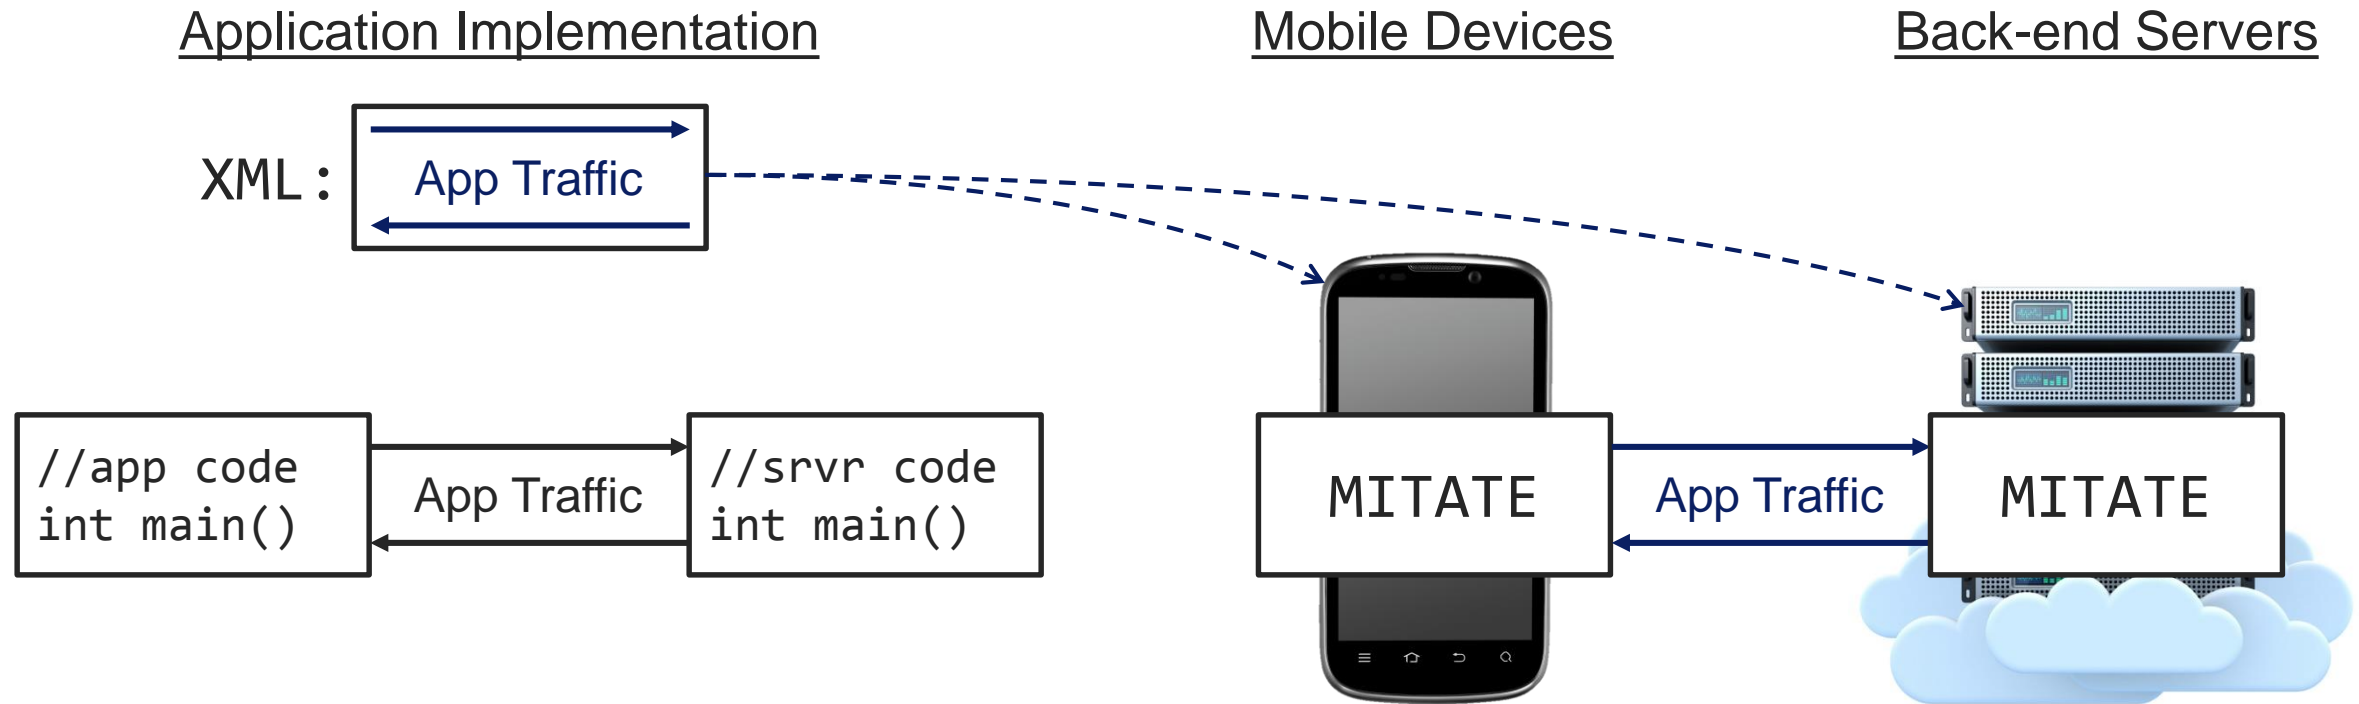 Application Implementation
Mobile Devices
Back-end Servers
XML:
App Traffic
//app code
int main()
App Traffic
//srvr code
int main()
MITATE
App Traffic
MITATE